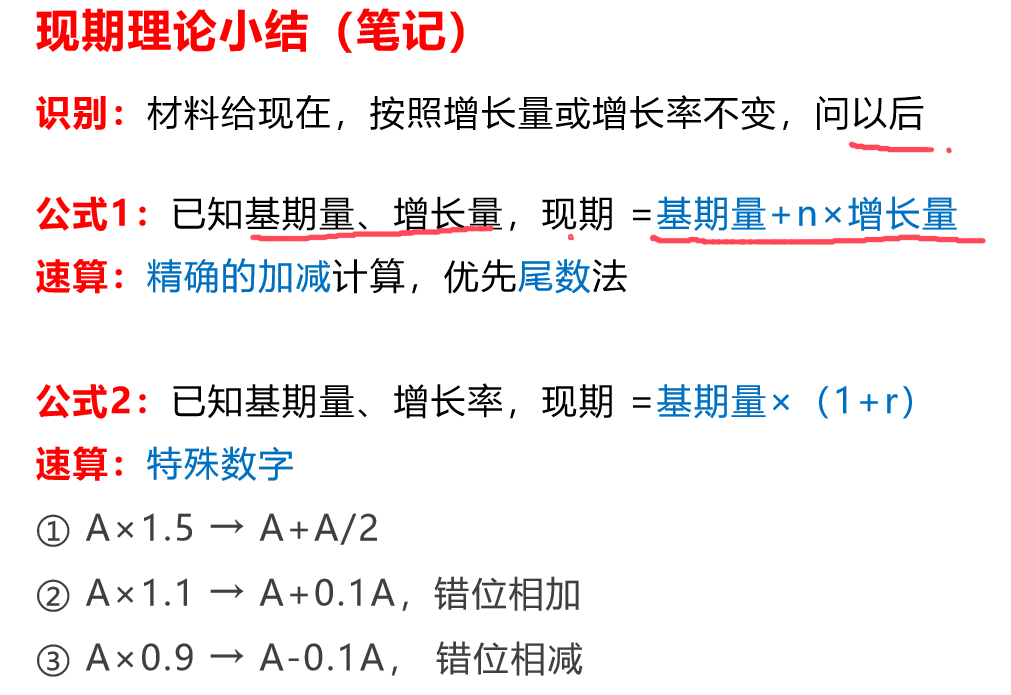 现期理论小结（笔记）
识别：材料给现在，按照增长量或增长率不变，问以后
公式1：已知基期量、增长量，现期 =基期量+n×增长量
速算：精确的加减计算，优先尾数法
公式2：已知基期量、增长率，现期 =基期量×（1+r）
速算：特殊数字
① A×1.5 → A+A/2
② A×1.1 → A+0.1A，错位相加
③ A×0.9 → A-0.1A， 错位相减